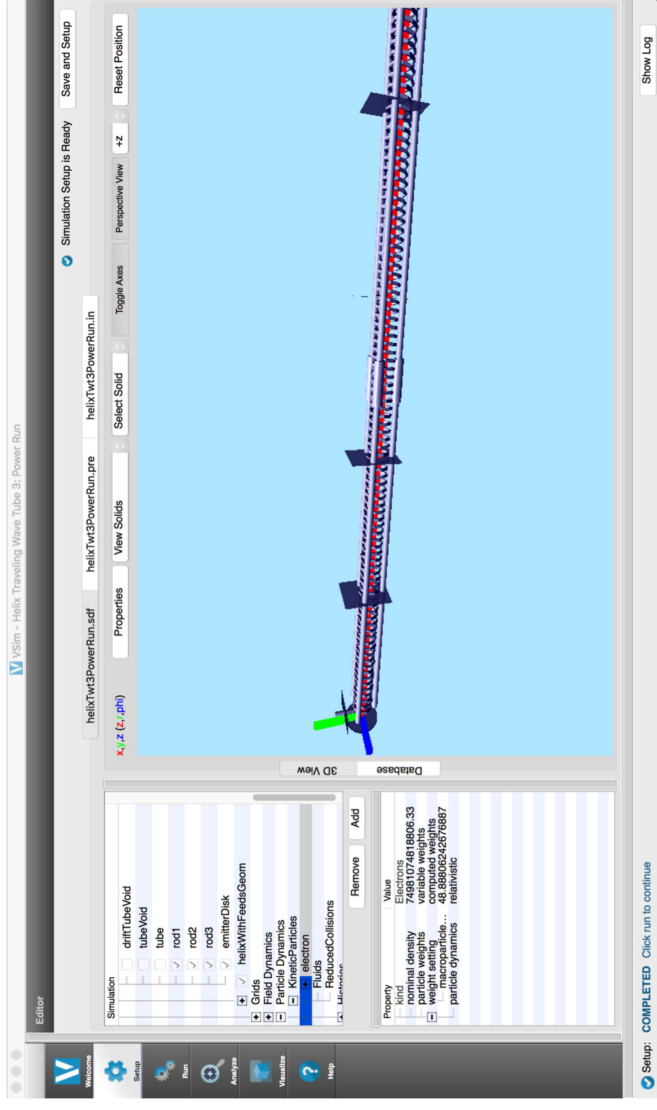 VSim - Helix Traveling Wave Tube 3: Power Run
Editor
Simulation Setup is Ready
Save and Setup
helixTwt3PowerRun.sdf
helixTwt3PowerRun.pre
helixTwt3PowerRun.in
x,y,z (z,r,phi)
Properties
View Solids
Select Solid
Toggle Axes
Perspective View
+z
Reset Position
Welcome
Setup
Run
Analyze
Visualize
Help
Simulation
driftTubeVoid
tubeVoid
tube
rod1
rod2
rod3
emitterDisk
helixWithFeedsGeom
Grids
Field Dynamics
Particle Dynamics
KineticParticles
electron
Fluids
ReducedCollisions
Histories
Remove
Add
Database
3D View
Property Value
kind Electrons
nominal density 74981074818806.33
particle weights variable weights
weight setting computed weights
macroparticle... 48.88806242676887
particle dynamics relativistic
Setup: COMPLETED Click run to continue
Show Log